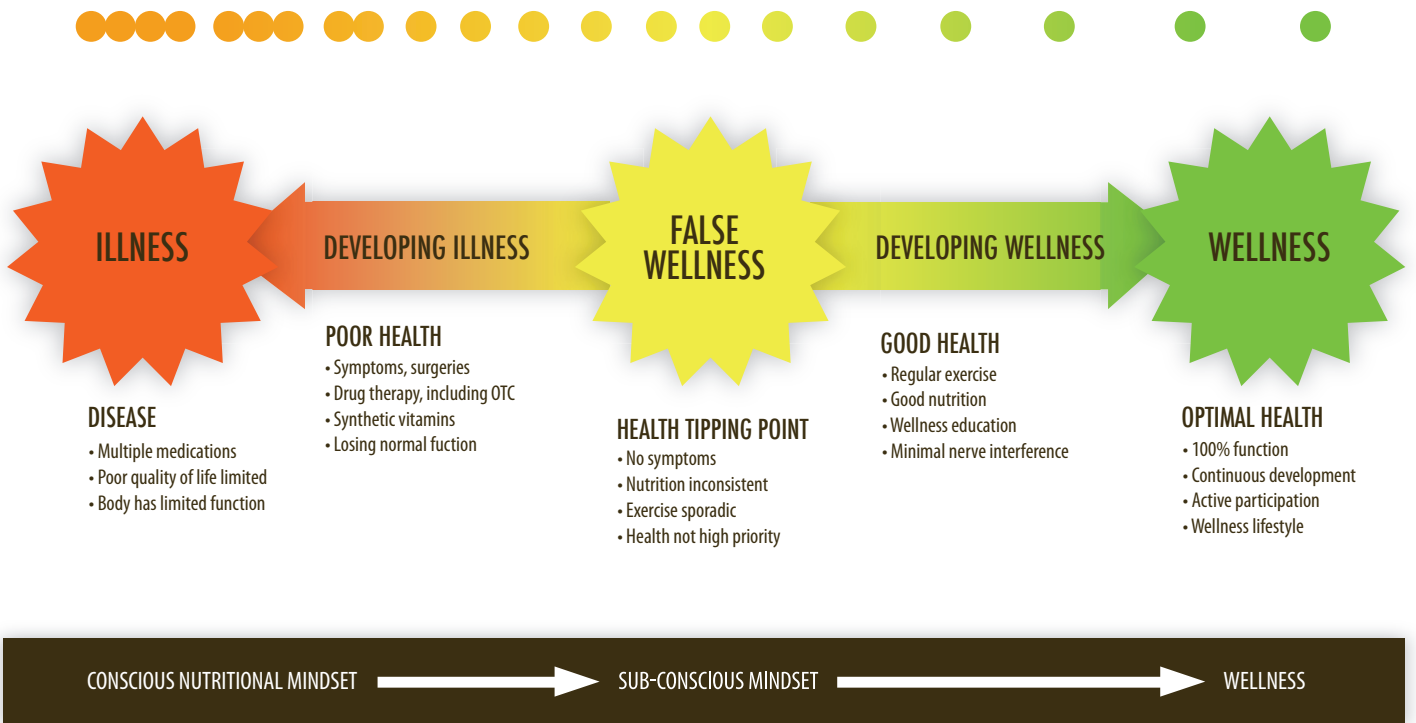 ILLNESS
DEVELOPING ILLNESS
FALSE
WELLNESS
DEVELOPING WELLNESS
WELLNESS
DISEASE
• Multiple medications
• Poor quality of life limited
• Body has limited function
POOR HEALTH
• Symptoms, surgeries
• Drug therapy, including OTC
• Synthetic vitamins
• Losing normal fuction
HEALTH TIPPING POINT
• No symptoms
• Nutrition inconsistent
• Exercise sporadic
• Health not high priority
GOOD HEALTH
• Regular exercise
• Good nutrition
• Wellness education
• Minimal nerve interference
OPTIMAL HEALTH
• 100% function
• Continuous development
• Active participation
• Wellness lifestyle
CONSCIOUS NUTRITIONAL MINDSET
SUB-CONSCIOUS MINDSET
WELLNESS